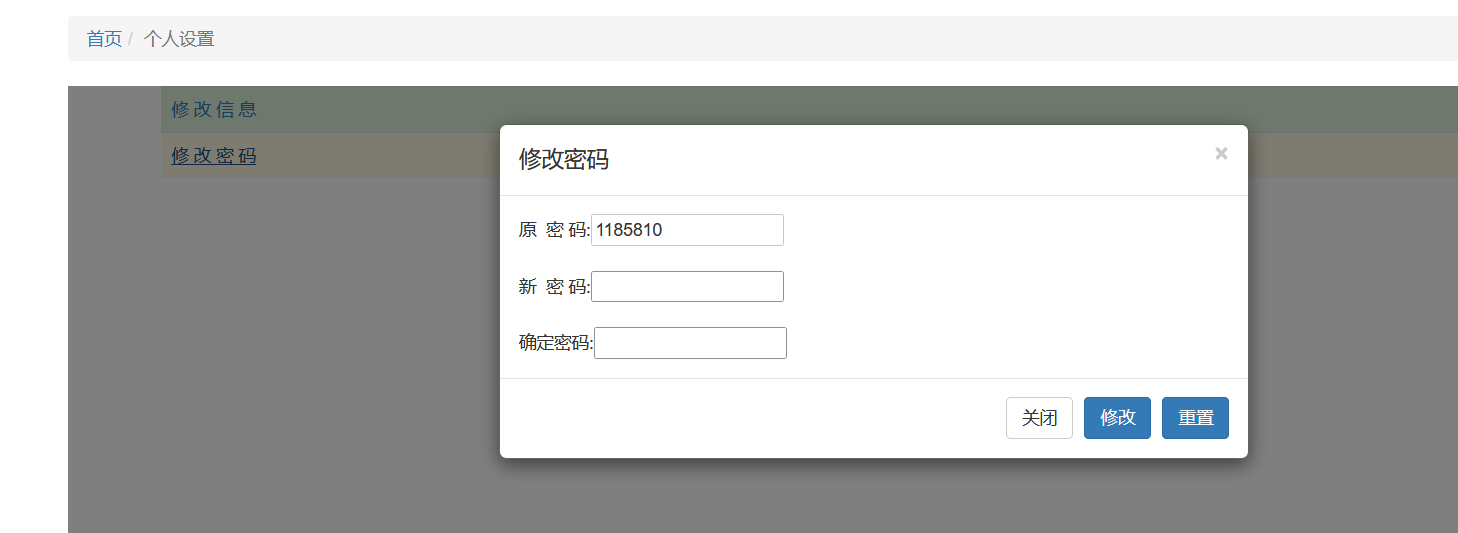 首页 / 个人设置
修改信息
修改密码
修改密码 ×
原 密码: 1185810
新 密码:
确定密码:
关闭 修改 重置